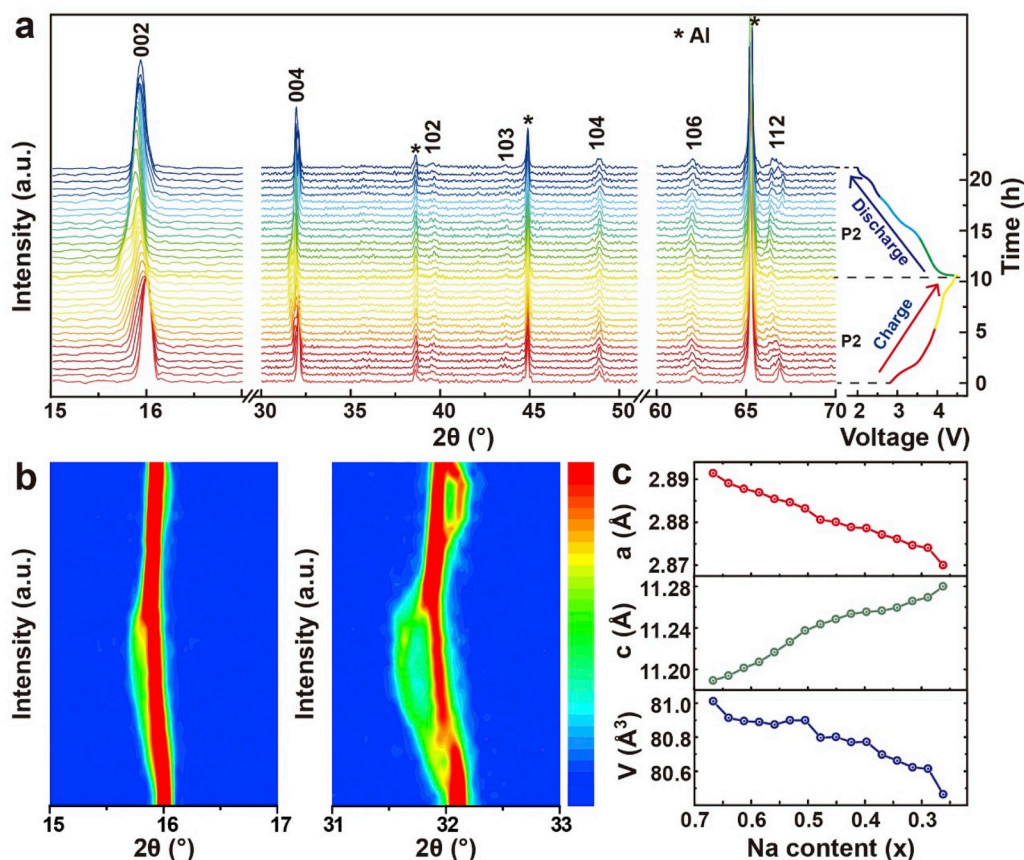 a
002
004
* 102
103
*
104
106
*
112
* Al
Intensity (a.u.)
15
16
30
35
40
45
50
60
65
70
2θ (°)
P2
Discharge
P2
Charge
2
3
4
Voltage (V)
20
15
10
5
0
Time (h)
b
Intensity (a.u.)
15
16
17
2θ (°)
Intensity (a.u.)
31
32
33
2θ (°)
c
2.89
2.88
2.87
a (Å)
11.28
11.24
11.20
c (Å)
81.0
80.8
80.6
V (Å³)
0.7
0.6
0.5
0.4
0.3
Na content (x)